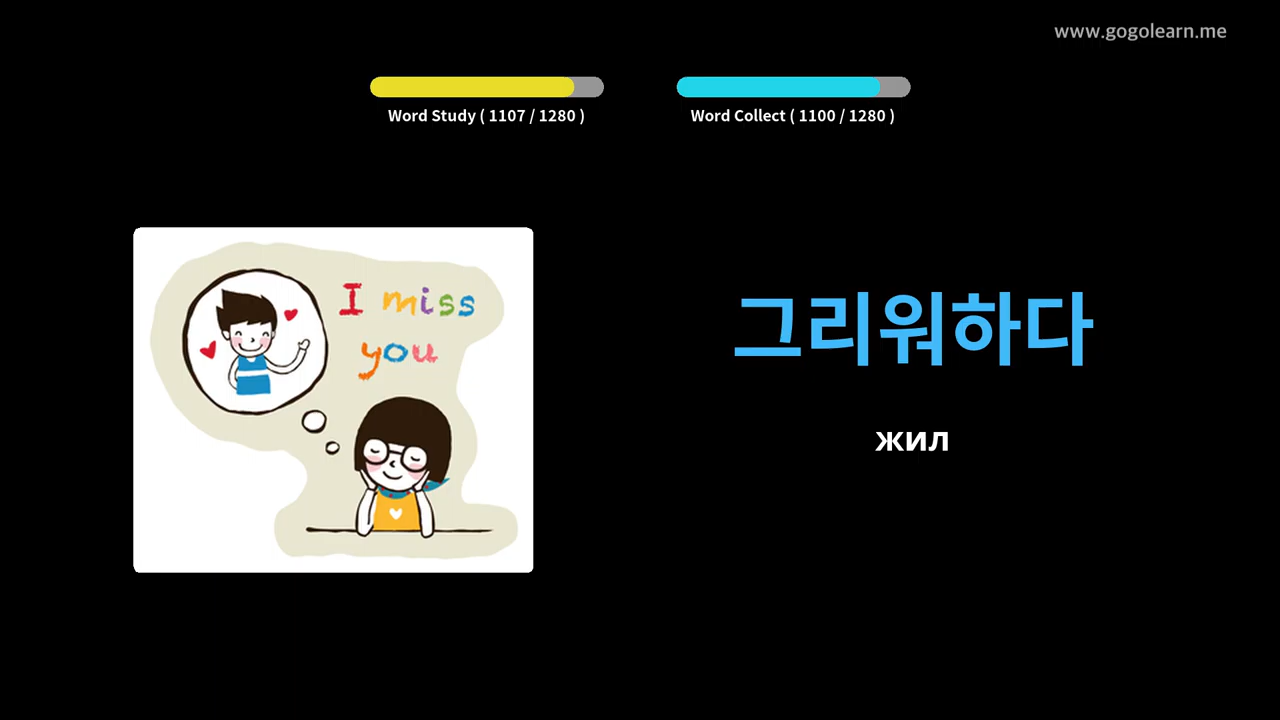 www.gogolearn.me
Word Study ( 1107 / 1280 )
Word Collect ( 1100 / 1280 )
I miss
you
그리워하다
жил